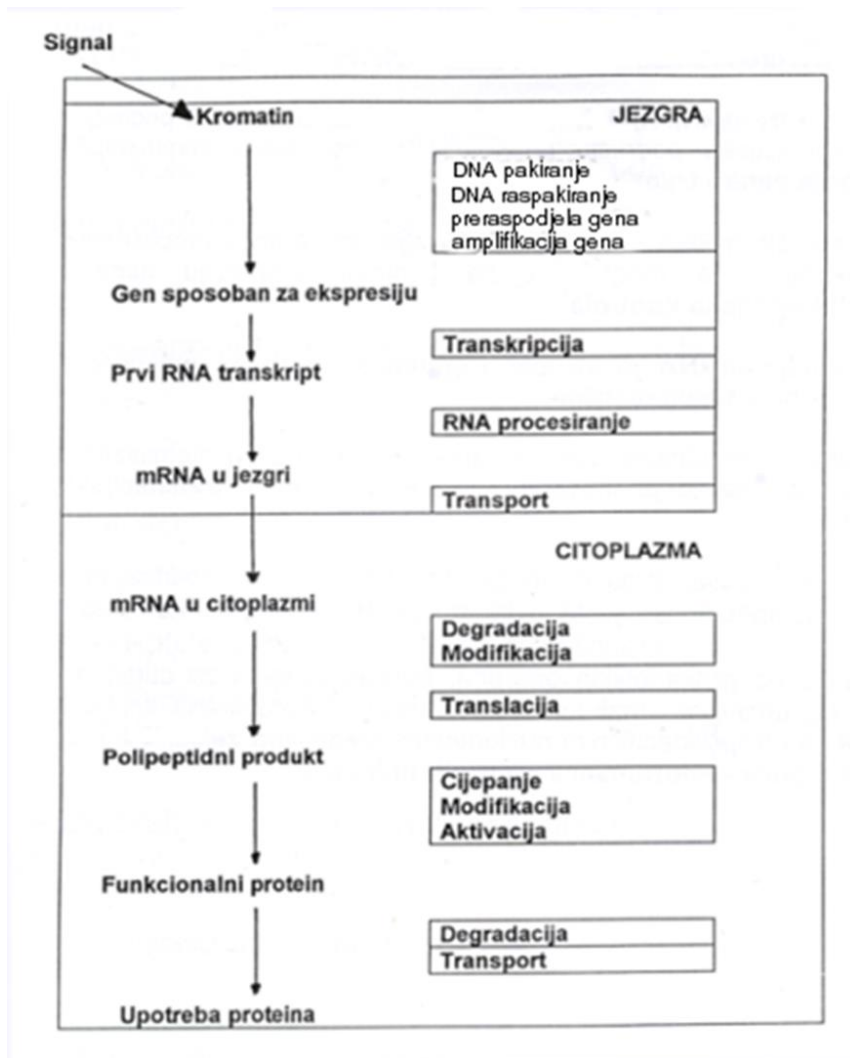 Signal
Kromatin
JEZGRA
DNA pakiranje
DNA raspakiranje
preraspodjela gena
amplifikacija gena
Gen sposoban za ekspresiju
Transkripcija
Prvi RNA transkript
RNA procesiranje
mRNA u jezgri
Transport
CITOPLAZMA
mRNA u citoplazmi
Degradacija
Modifikacija
Translacija
Polipeptidni produkt
Cijepanje
Modifikacija
Aktivacija
Funkcionalni protein
Degradacija
Transport
Upotreba proteina